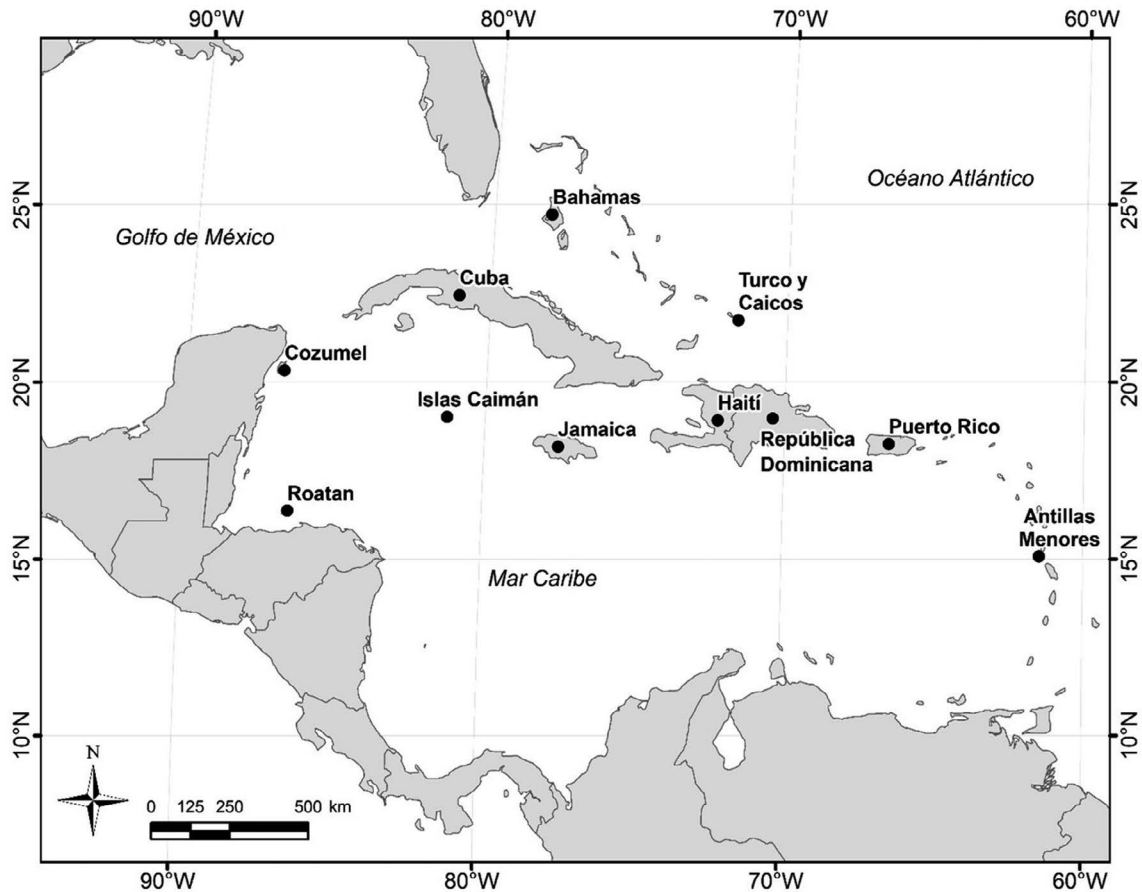 90°W
80°W
70°W
60°W
Océano Atlántico
25°N
25°N
Bahamas
Golfo de México
Cuba
Turco y
Caicos
Cozumel
20°N
20°N
Islas Caimán
Haití
Jamaica
República
Dominicana
Puerto Rico
Roatan
Antillas
Menores
15°N
15°N
Mar Caribe
10°N
10°N
N
0 125 250 500 km
90°W
80°W
70°W
60°W